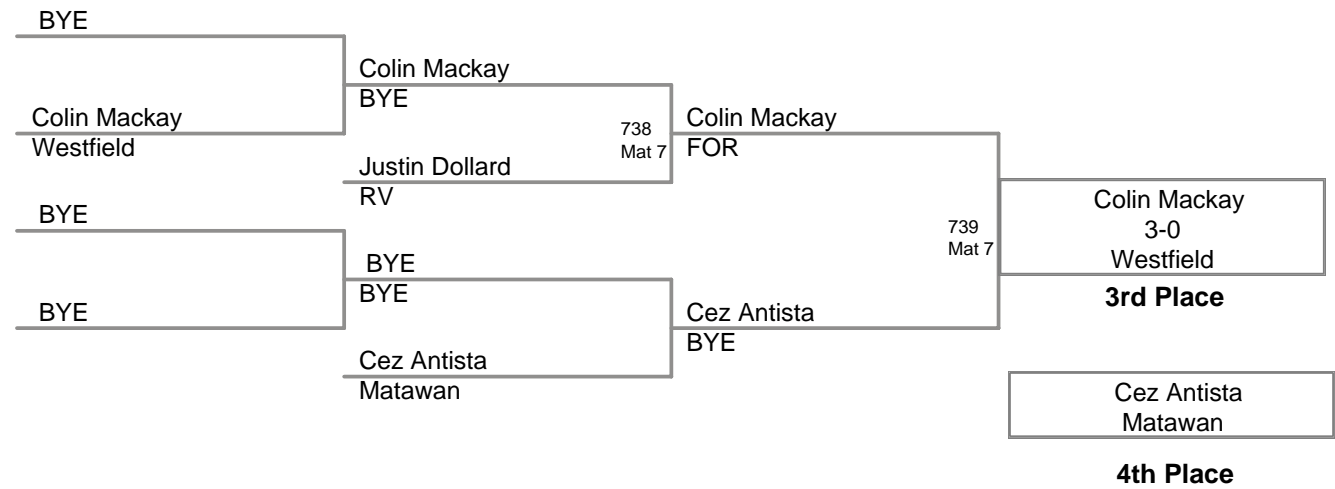 BYE
Colin Mackay
BYE
Colin Mackay
Westfield
738
Mat 7
Colin Mackay
FOR
Justin Dollard
RV
BYE
BYE
BYE
BYE
Cez Antista
BYE
Cez Antista
Matawan
739
Mat 7
Colin Mackay
3-0
Westfield
3rd Place
Cez Antista
Matawan
4th Place